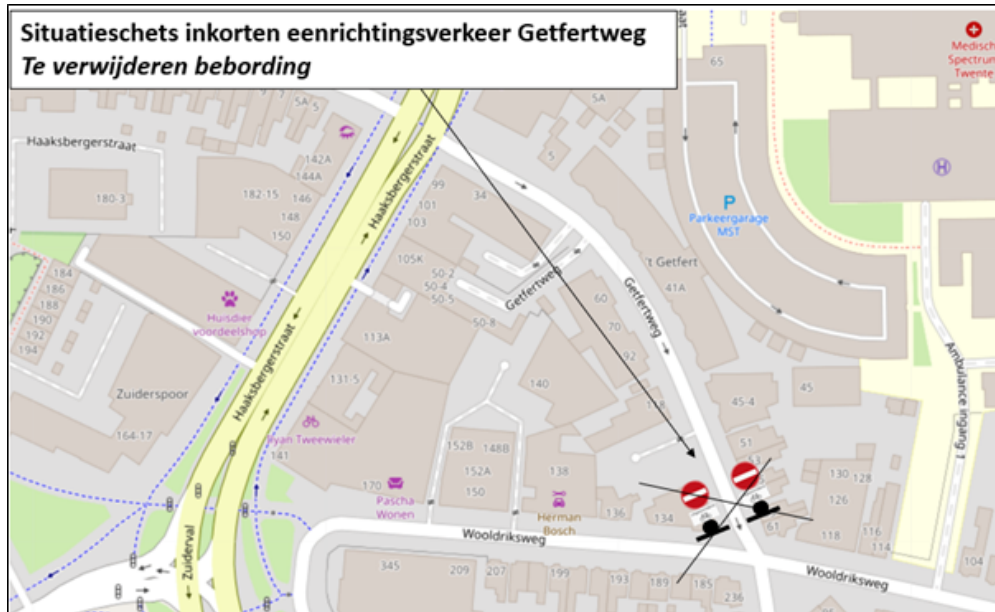 Situatieschets inkorten eenrichtingsverkeer Getfertweg
Te verwijderen bebording
Medisch
Spectrum
Twente
65
5A
5
5A
5
Haaksbergerstraat
142A
144A
180-3
182-15
146
148
150
Haaksbergerstraat
99
101
103
34
P
Parkeergarage
MST
H
't Getfert
41A
105K
50-2
50-4
50-5
50-8
Getfertweg
Getfertweg
60
70
92
184
186
188
190
192
194
Huisdier
voordeelshop
113A
Haaksbergerstraat
131-5
140
118
45-4
45
Ambulance ingang 1
Zuiderspoor
164-17
141
170
Pascha
Wonen
152B
148B
152A
150
138
Herman
Bosch
136
134
51
53
61
130
128
126
118
116
114
104
Wooldriksweg
Wooldriksweg
Zuiderval
345
209
207
199
193
189
185
236